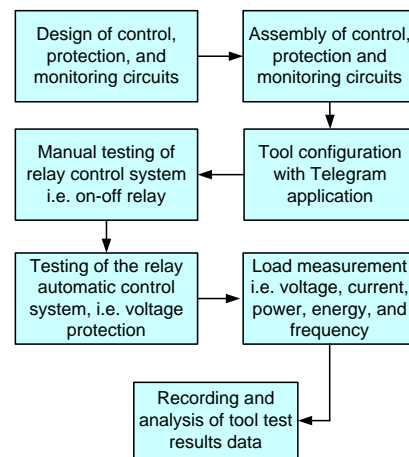 Design of control,
protection, and
monitoring circuits
Assembly of control,
protection and
monitoring circuits
Tool configuration
with Telegram
application
Manual testing of
relay control system
i.e. on-off relay
Testing of the relay
automatic control
system, i.e. voltage
protection
Load measurement
i.e. voltage, current,
power, energy, and
frequency
Recording and
analysis of tool test
results data